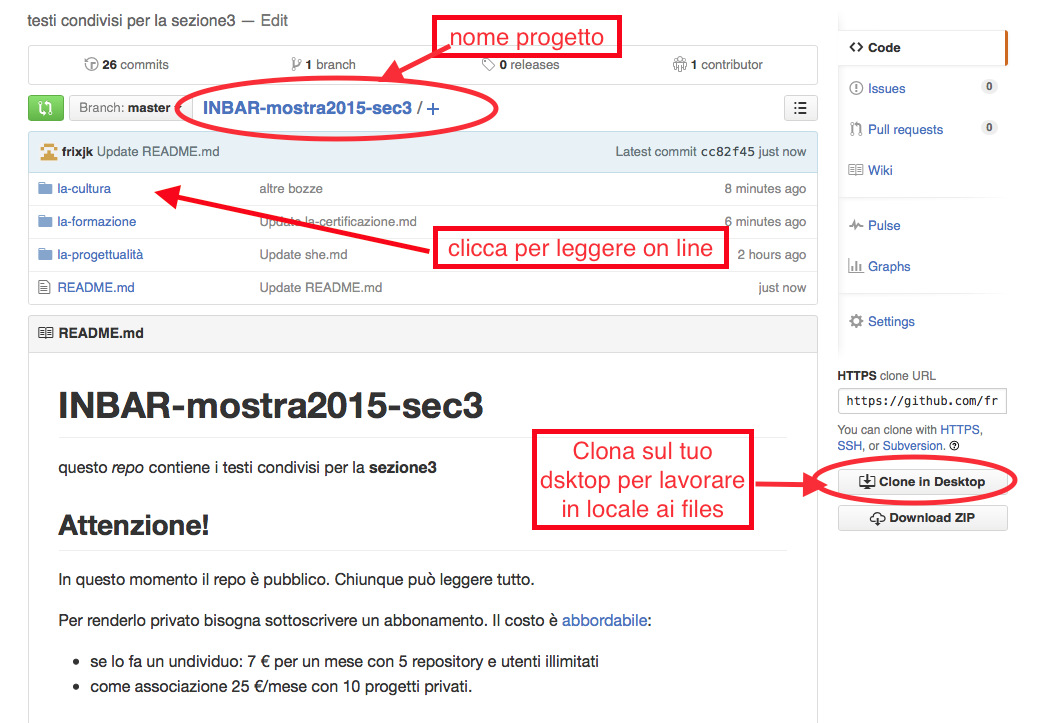 testi condivisi per la sezione3 — Edit
nome progetto
26 commits
1 branch
0 releases
1 contributor
Branch: master
INBAR-mostra2015-sec3 / +
frixjk Update README.md
Latest commit cc82f45 just now
la-cultura
altre bozze
8 minutes ago
la-formazione
Update la-certificazione.md
6 minutes ago
clicca per leggere on line
la-progettualità
Update she.md
2 hours ago
README.md
Update README.md
just now
README.md
INBAR-mostra2015-sec3
questo repo contiene i testi condivisi per la sezione3
Attenzione!
In questo momento il repo è pubblico. Chiunque può leggere tutto.
Per renderlo privato bisogna sottoscrivere un abbonamento. Il costo è abbordabile:
• se lo fa un undividuo: 7 € per un mese con 5 repository e utenti illimitati
• come associazione 25 €/mese con 10 progetti privati.
Clona sul tuo
dsktop per lavorare
in locale ai files
<> Code
Issues
0
Pull requests
0
Wiki
Pulse
Graphs
Settings
HTTPS clone URL
https://github.com/fr
You can clone with HTTPS,
SSH, or Subversion.
Clone in Desktop
Download ZIP